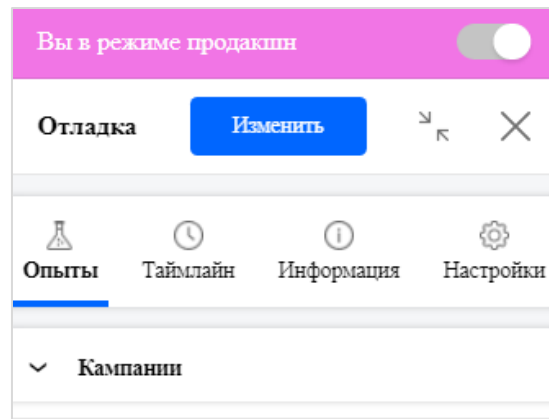 Вы в режиме продакшн
Отладка Изменить
Опыты Таймлайн Информация Настройки
Кампании